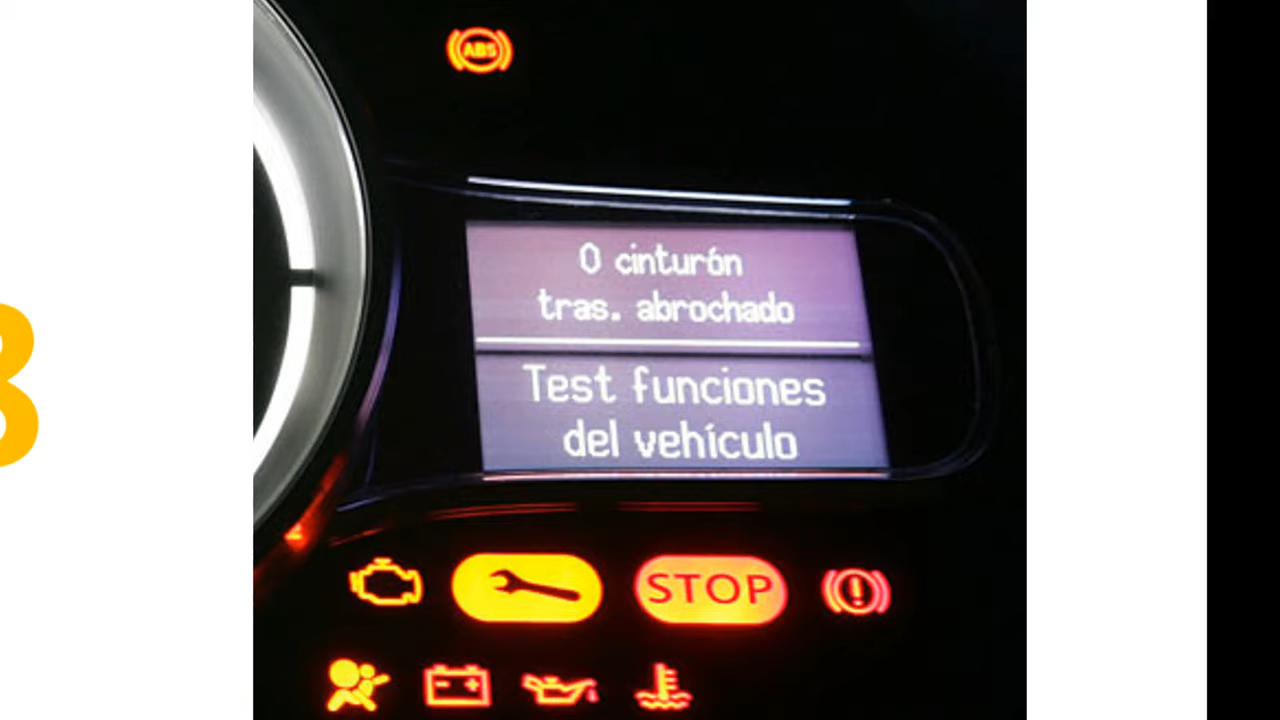 ABS
0 cinturón
tras. abrochado
Test funciones
del vehículo
STOP